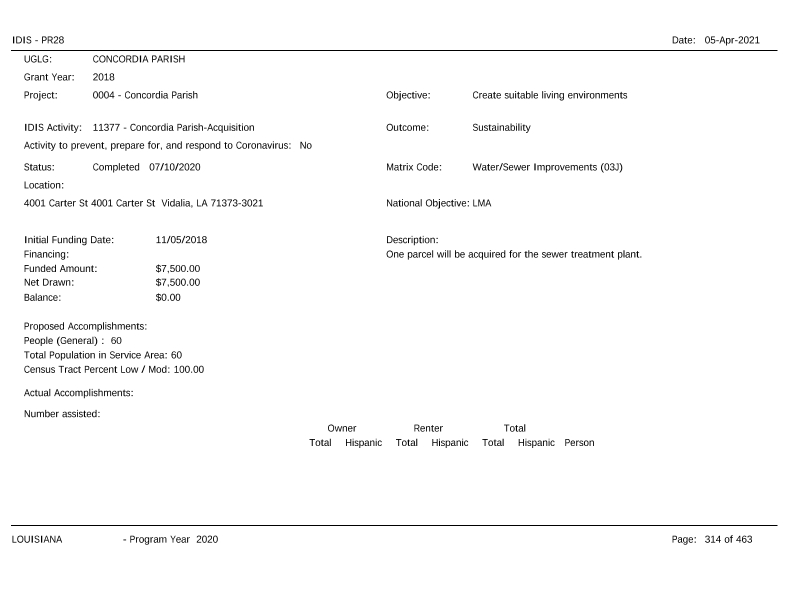 IDIS - PR28 Date: 05-Apr-2021
UGLG: CONCORDIA PARISH
Grant Year: 2018
Project: 0004 - Concordia Parish Objective: Create suitable living environments
IDIS Activity: 11377 - Concordia Parish-Acquisition Outcome: Sustainability
Activity to prevent, prepare for, and respond to Coronavirus: No
Status: Completed 07/10/2020 Matrix Code: Water/Sewer Improvements (03J)
Location:
4001 Carter St 4001 Carter St Vidalia, LA 71373-3021 National Objective: LMA
Initial Funding Date: 11/05/2018 Description:
Financing: One parcel will be acquired for the sewer treatment plant.
Funded Amount: $7,500.00
Net Drawn: $7,500.00
Balance: $0.00
Proposed Accomplishments:
People (General) : 60
Total Population in Service Area: 60
Census Tract Percent Low / Mod: 100.00
Actual Accomplishments:
Number assisted:
Owner Renter Total
Total Hispanic Total Hispanic Total Hispanic Person
LOUISIANA - Program Year 2020 Page: 314 of 463